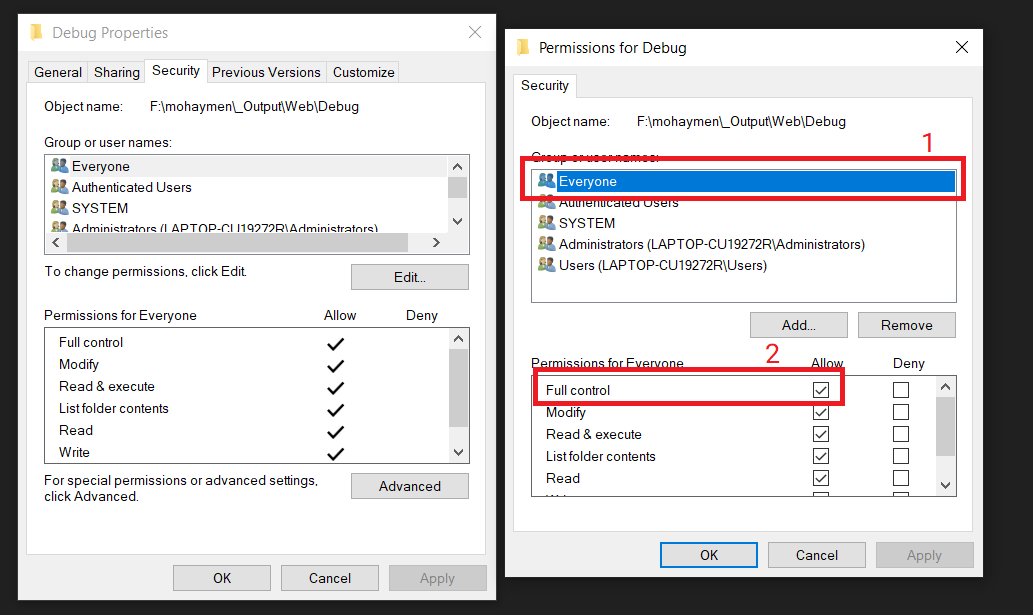 Debug Properties
General
Sharing
Security
Previous Versions
Customize
Object name:
F:\mohaymen\_Output\Web\Debug
Group or user names:
Everyone
Authenticated Users
SYSTEM
Administrators (LAPTOP-CU19272R\Administrators)
To change permissions, click Edit.
Edit...
Permissions for Everyone
Allow
Deny
Full control
Modify
Read & execute
List folder contents
Read
Write
For special permissions or advanced settings,
click Advanced.
Advanced
OK
Cancel
Apply
Permissions for Debug
Security
Object name:
F:\mohaymen\_Output\Web\Debug
1
Group or user names:
Everyone
Authenticated Users
SYSTEM
Administrators (LAPTOP-CU19272R\Administrators)
Users (LAPTOP-CU19272R\Users)
Add...
Remove
2
Permissions for Everyone
Allow
Deny
Full control
Modify
Read & execute
List folder contents
Read
OK
Cancel
Apply